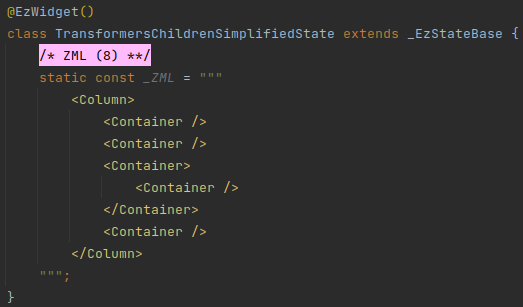 @EzWidget()
class TransformersChildrenSimplifiedState extends _EzStateBase {
    /* ZML (8) **/
    static const _ZML = """
        <Column>
            <Container />
            <Container />
            <Container>
                <Container />
            </Container>
            <Container />
        </Column>
    """;
}